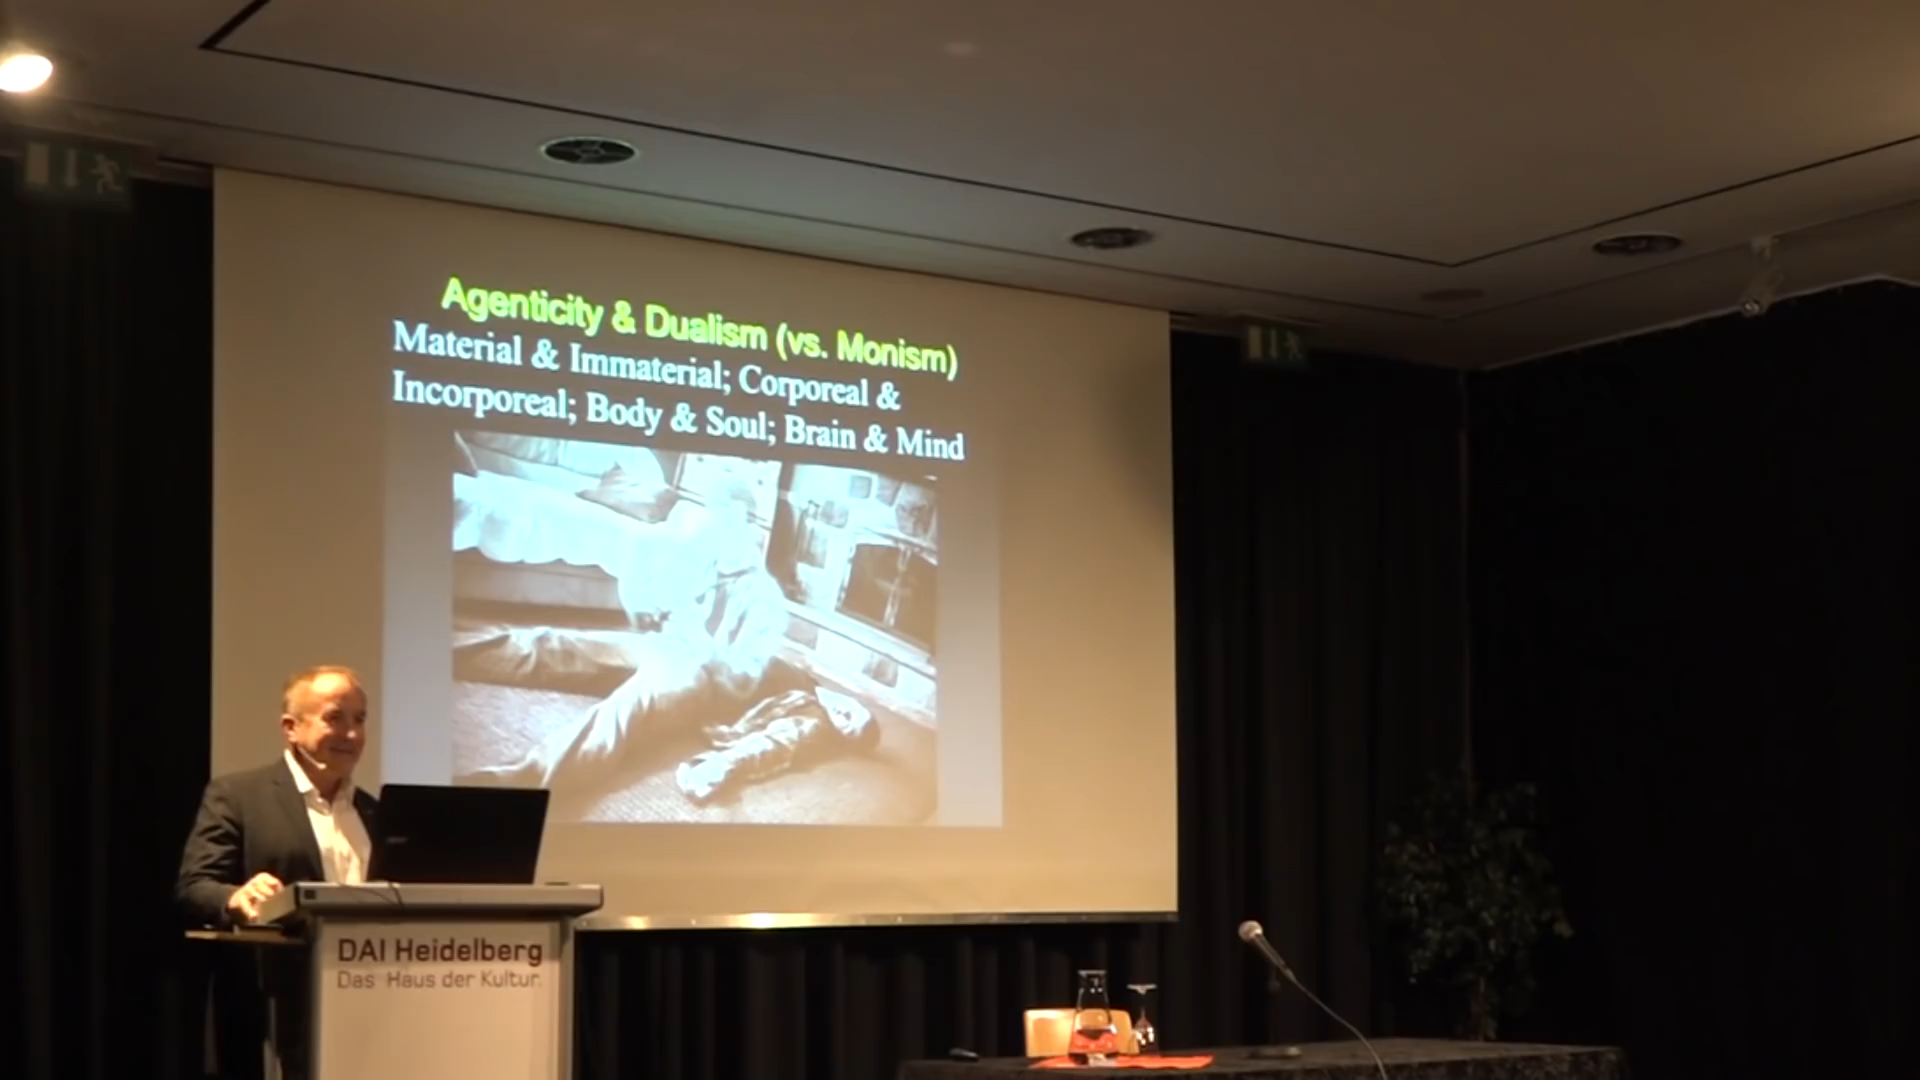 Agenticity & Dualism (vs. Monism)
Material & Immaterial; Corporeal &
Incorporeal; Body & Soul; Brain & Mind
DAI Heidelberg
Das Haus der Kultur.